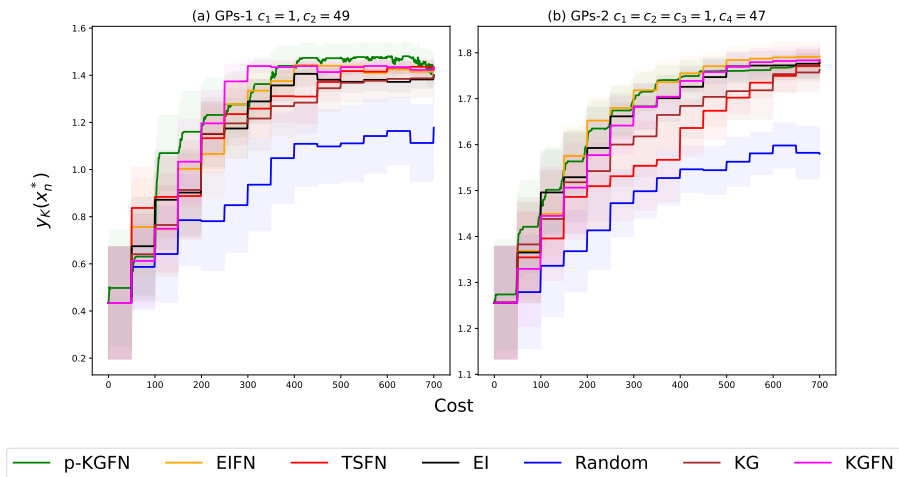 (a) GPs-1 c₁ = 1, c₂ = 49
(b) GPs-2 c₁ = c₂ = c₃ = 1, c₄ = 47
y_K(x_n^*)
1.6
1.4
1.2
1.0
0.8
0.6
0.4
0.2
0 100 200 300 400 500 600 700
1.8
1.7
1.6
1.5
1.4
1.3
1.2
1.1
0 100 200 300 400 500 600 700
Cost
p-KGFN EIFN TSFN EI Random KG KGFN